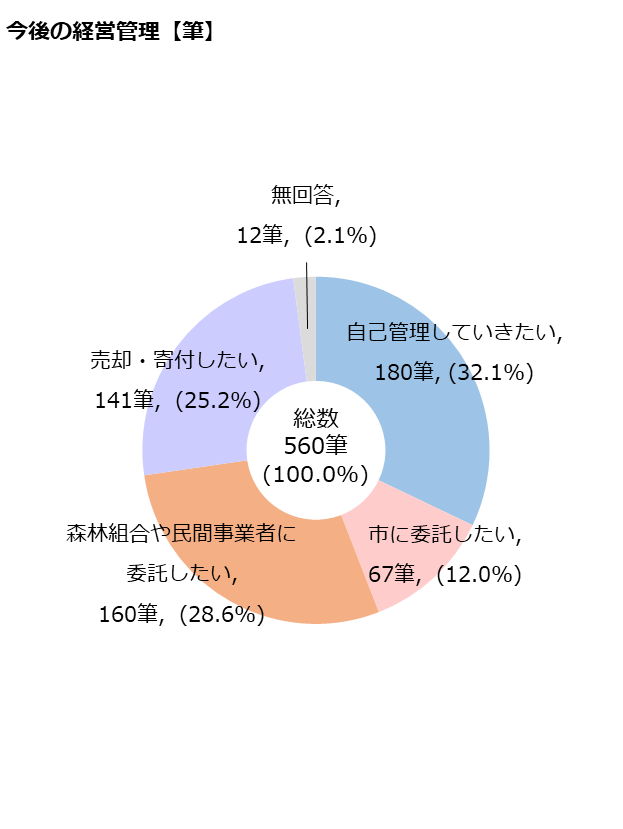 今後の経営管理【筆】
無回答,
12筆, (2.1%)
自己管理していきたい,
180筆, (32.1%)
売却・寄付したい,
141筆, (25.2%)
総数
560筆
(100.0%)
森林組合や民間事業者に
委託したい,
160筆, (28.6%)
市に委託したい,
67筆, (12.0%)